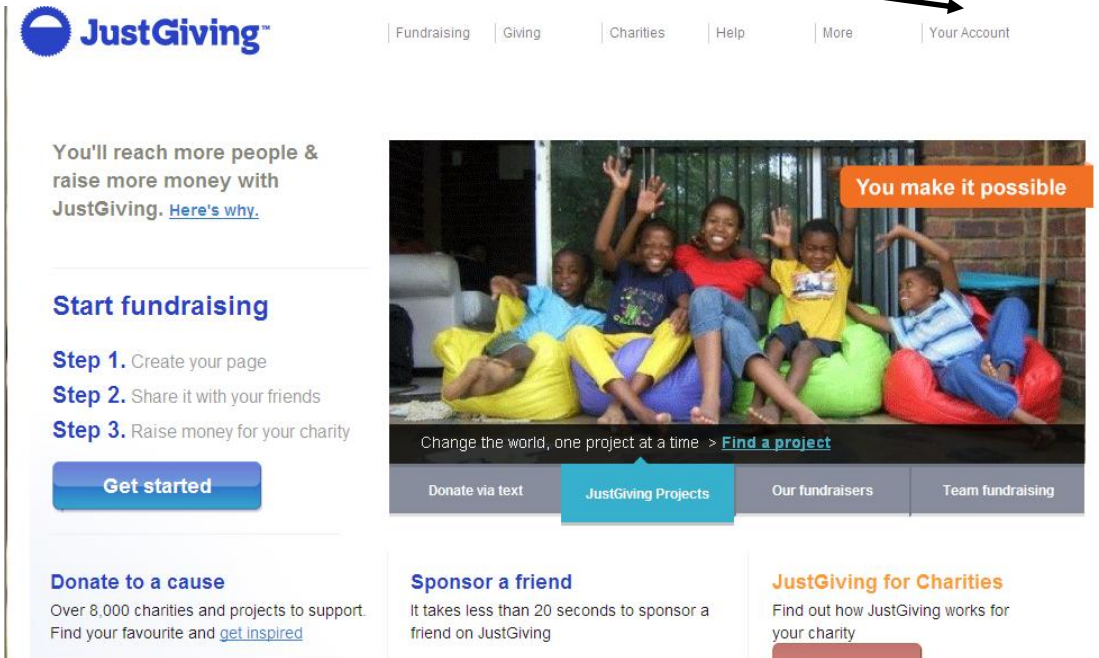 JustGiving™
Fundraising
Giving
Charities
Help
More
Your Account
You'll reach more people &
raise more money with
JustGiving. Here's why.
You make it possible
Start fundraising
Step 1. Create your page
Step 2. Share it with your friends
Step 3. Raise money for your charity
Get started
Change the world, one project at a time > Find a project
Donate via text
JustGiving Projects
Our fundraisers
Team fundraising
Donate to a cause
Over 8,000 charities and projects to support.
Find your favourite and get inspired
Sponsor a friend
It takes less than 20 seconds to sponsor a
friend on JustGiving
JustGiving for Charities
Find out how JustGiving works for
your charity